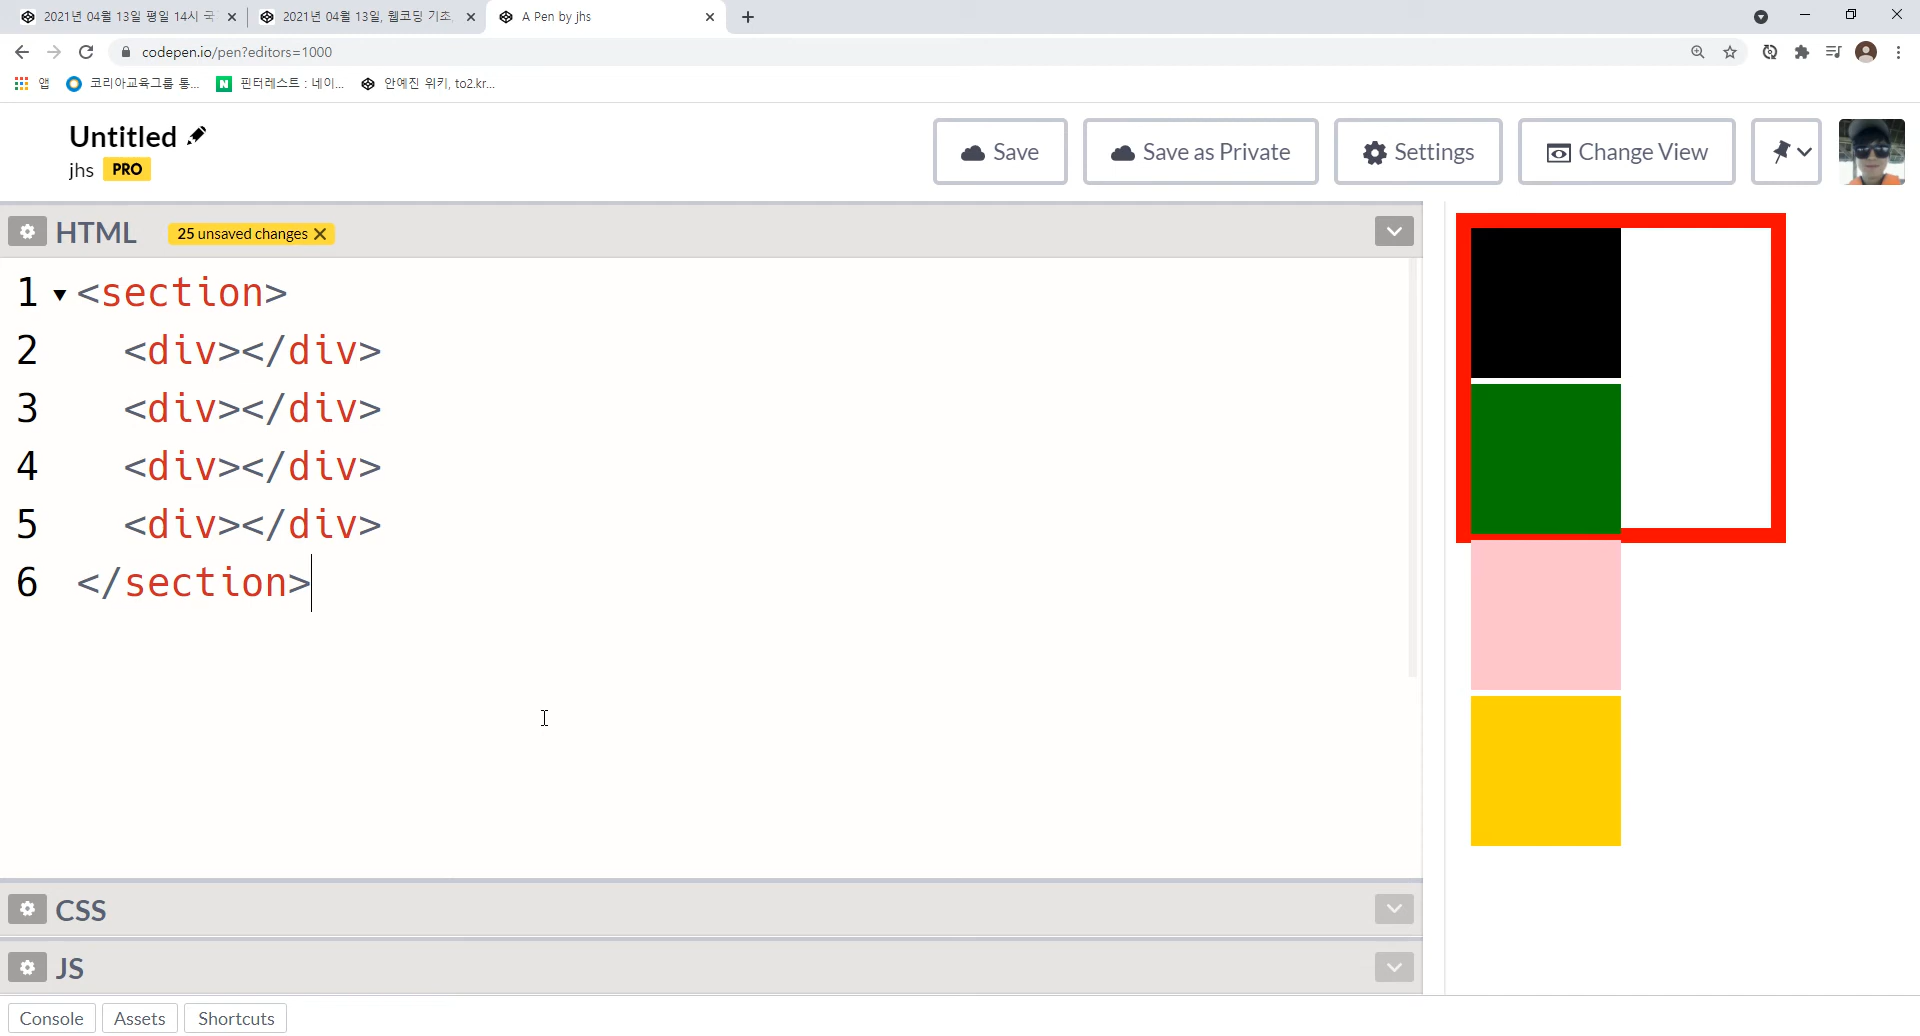 2021년 04월 13일 평일 14시 국
2021년 04월 13일, 웹코딩 기초,
A Pen by jhs
codepen.io/pen?editors=1000
앱
코리아교육그룹 통...
N 핀터레스트 : 네이...
안예진 위키, to2.kr...
Untitled
jhs PRO
Save
Save as Private
Settings
Change View
HTML
25 unsaved changes
1 <section>
2 <div></div>
3 <div></div>
4 <div></div>
5 <div></div>
6 </section>
CSS
JS
Console
Assets
Shortcuts